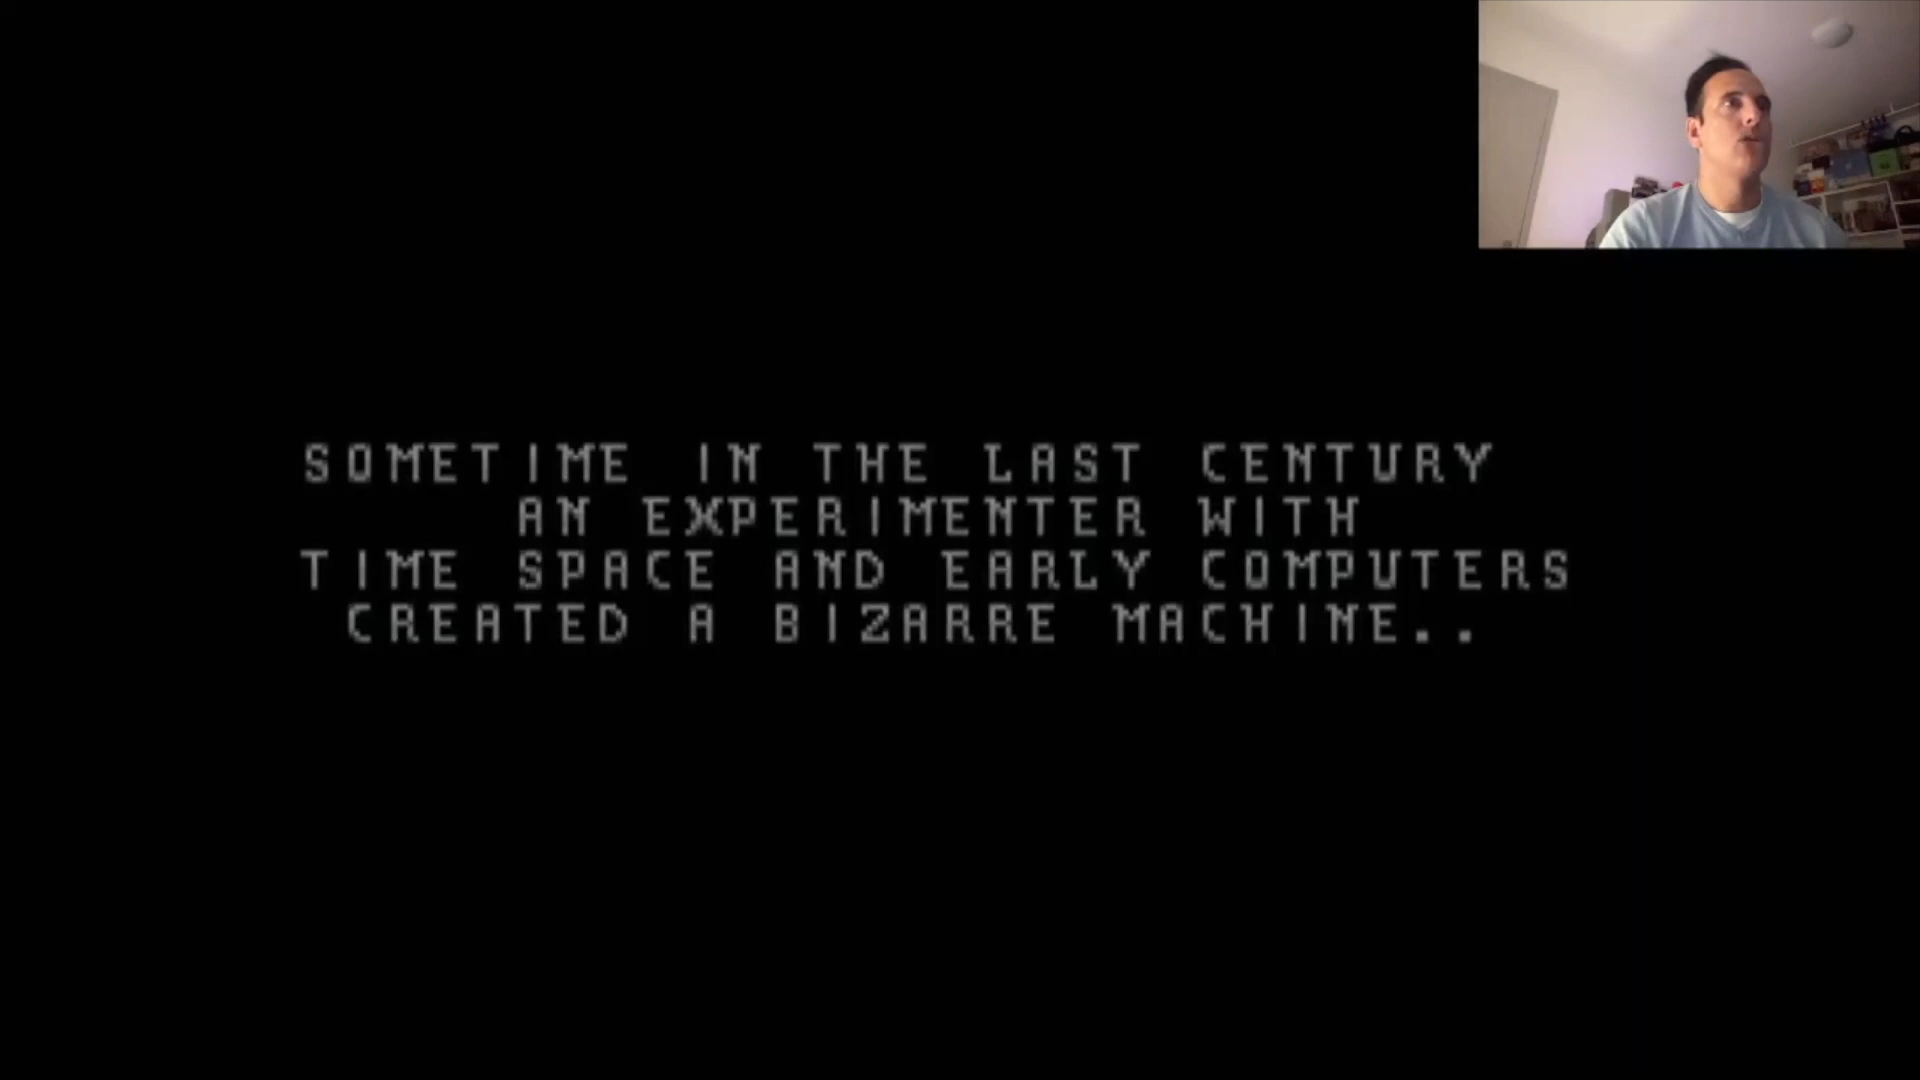 SOMETIME IN THE LAST CENTURY
AN EXPERIMENTER WITH
TIME SPACE AND EARLY COMPUTERS
CREATED A BIZARRE MACHINE..